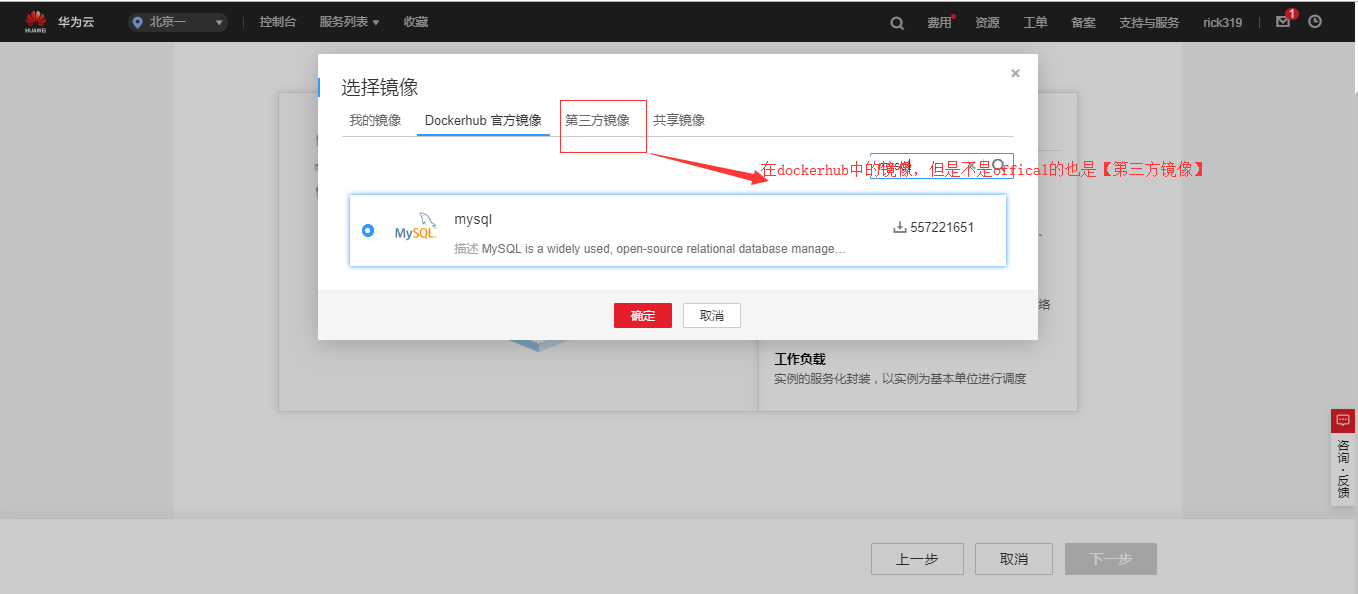 HUAWEI
华为云
北京一
控制台
服务列表
收藏
费用
资源
工单
备案
支持与服务
rick319
1
选择镜像
我的镜像
Dockerhub 官方镜像
第三方镜像
共享镜像
在dockerhub中的镜像，但是不是offical的也是【第三方镜像】
MySQL
mysql
557221651
描述 MySQL is a widely used, open-source relational database manage…
确定
取消
络
工作负载
实例的服务化封装，以实例为基本单位进行调度
咨询·反馈
上一步
取消
下一步